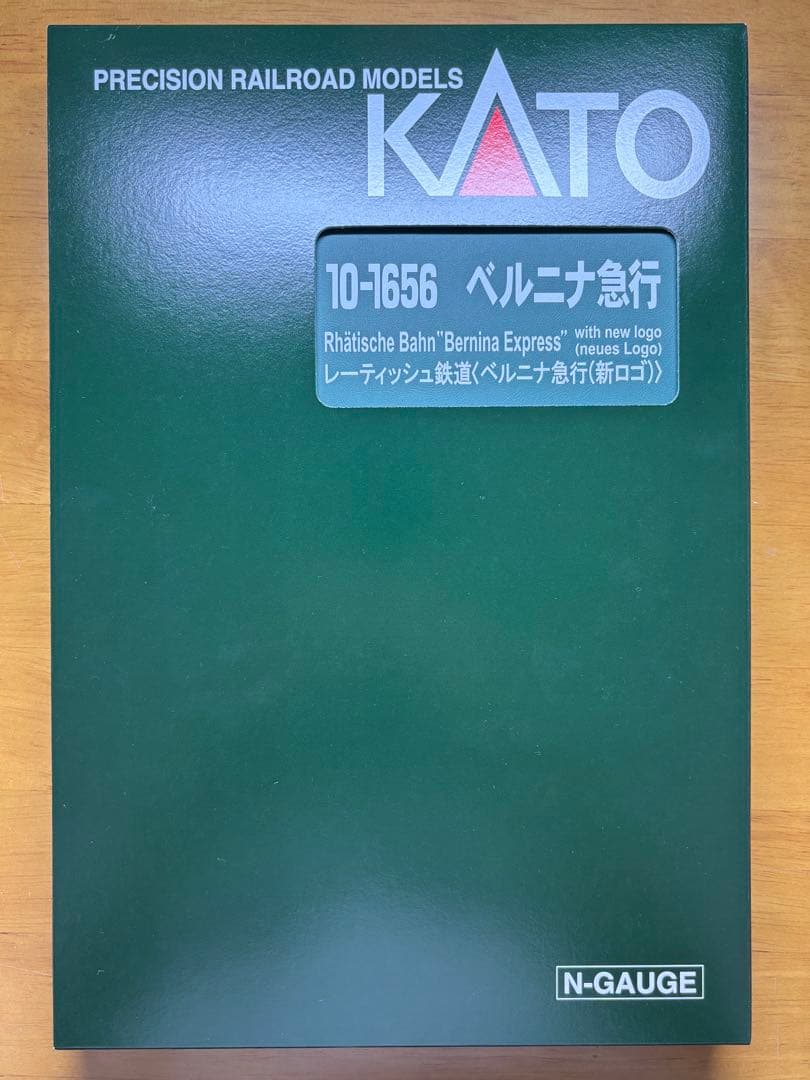 PRECISION RAILROAD MODELS
KATO
10-1656 ベルニナ急行
Rhätische Bahn"Bernina Express" with new logo (neues Logo)
レーティッシュ鉄道〈ベルニナ急行(新ロゴ)〉
N-GAUGE